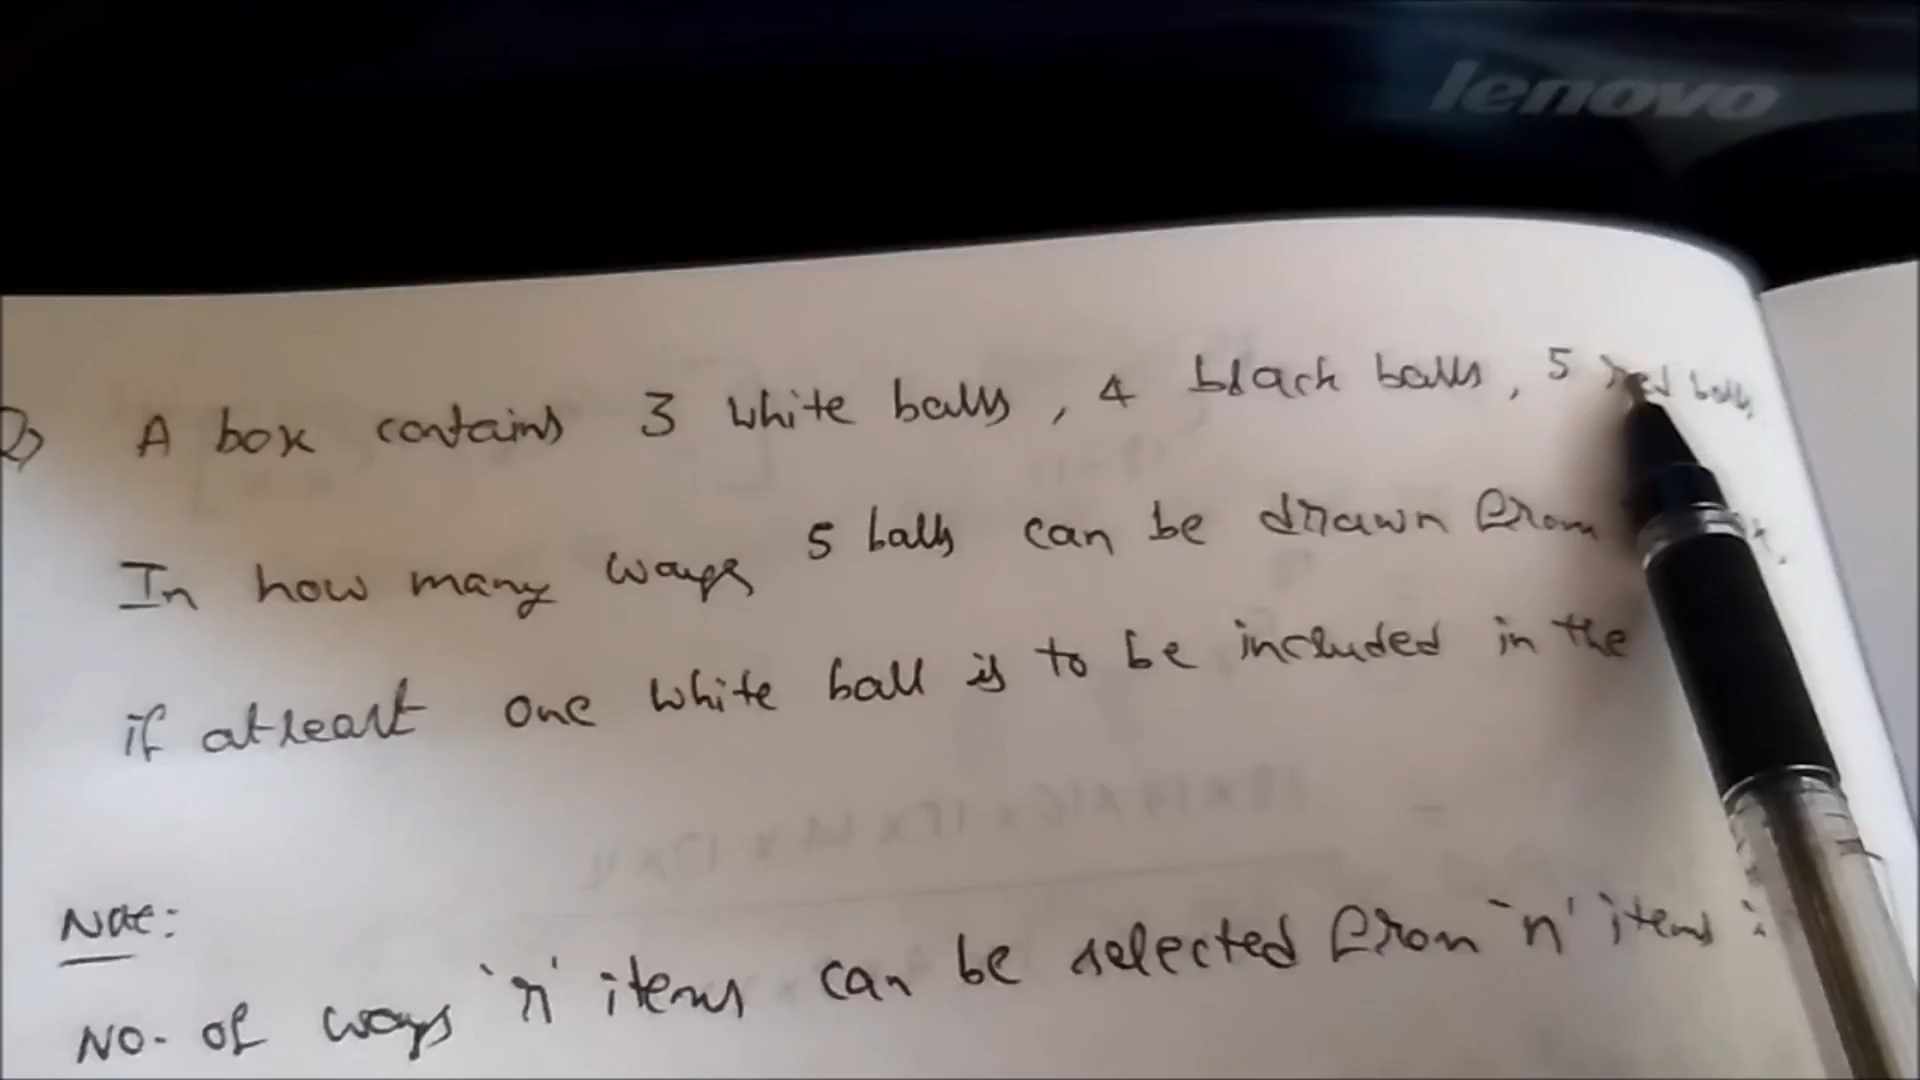 lenovo
2) A box contains 3 white balls, 4 black balls, 5 red balls.
In how many ways 5 balls can be drawn from
if atleast one white ball is to be included in the
Note:
No. of ways 'r' items can be selected from 'n' items